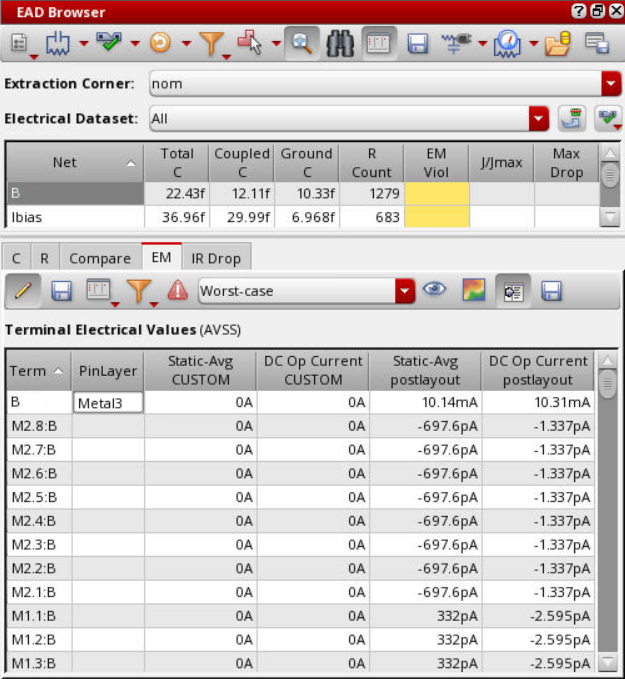 EAD Browser
Extraction Corner: nom
Electrical Dataset: All
Net Total C Coupled C Ground C R Count EM Viol J/Jmax Max Drop
B 22.43f 12.11f 10.33f 1279
Ibias 36.96f 29.99f 6.968f 683
C R Compare EM IR Drop
Worst-case
Terminal Electrical Values (AVSS)
Term PinLayer Static-Avg CUSTOM DC Op Current CUSTOM Static-Avg postlayout DC Op Current postlayout
B Metal3 0A 0A 10.14mA 10.31mA
M2.8:B 0A 0A -697.6pA -1.337pA
M2.7:B 0A 0A -697.6pA -1.337pA
M2.6:B 0A 0A -697.6pA -1.337pA
M2.5:B 0A 0A -697.6pA -1.337pA
M2.4:B 0A 0A -697.6pA -1.337pA
M2.3:B 0A 0A -697.6pA -1.337pA
M2.2:B 0A 0A -697.6pA -1.337pA
M2.1:B 0A 0A -697.6pA -1.337pA
M1.1:B 0A 0A 332pA -2.595pA
M1.2:B 0A 0A 332pA -2.595pA
M1.3:B 0A 0A 332pA -2.595pA